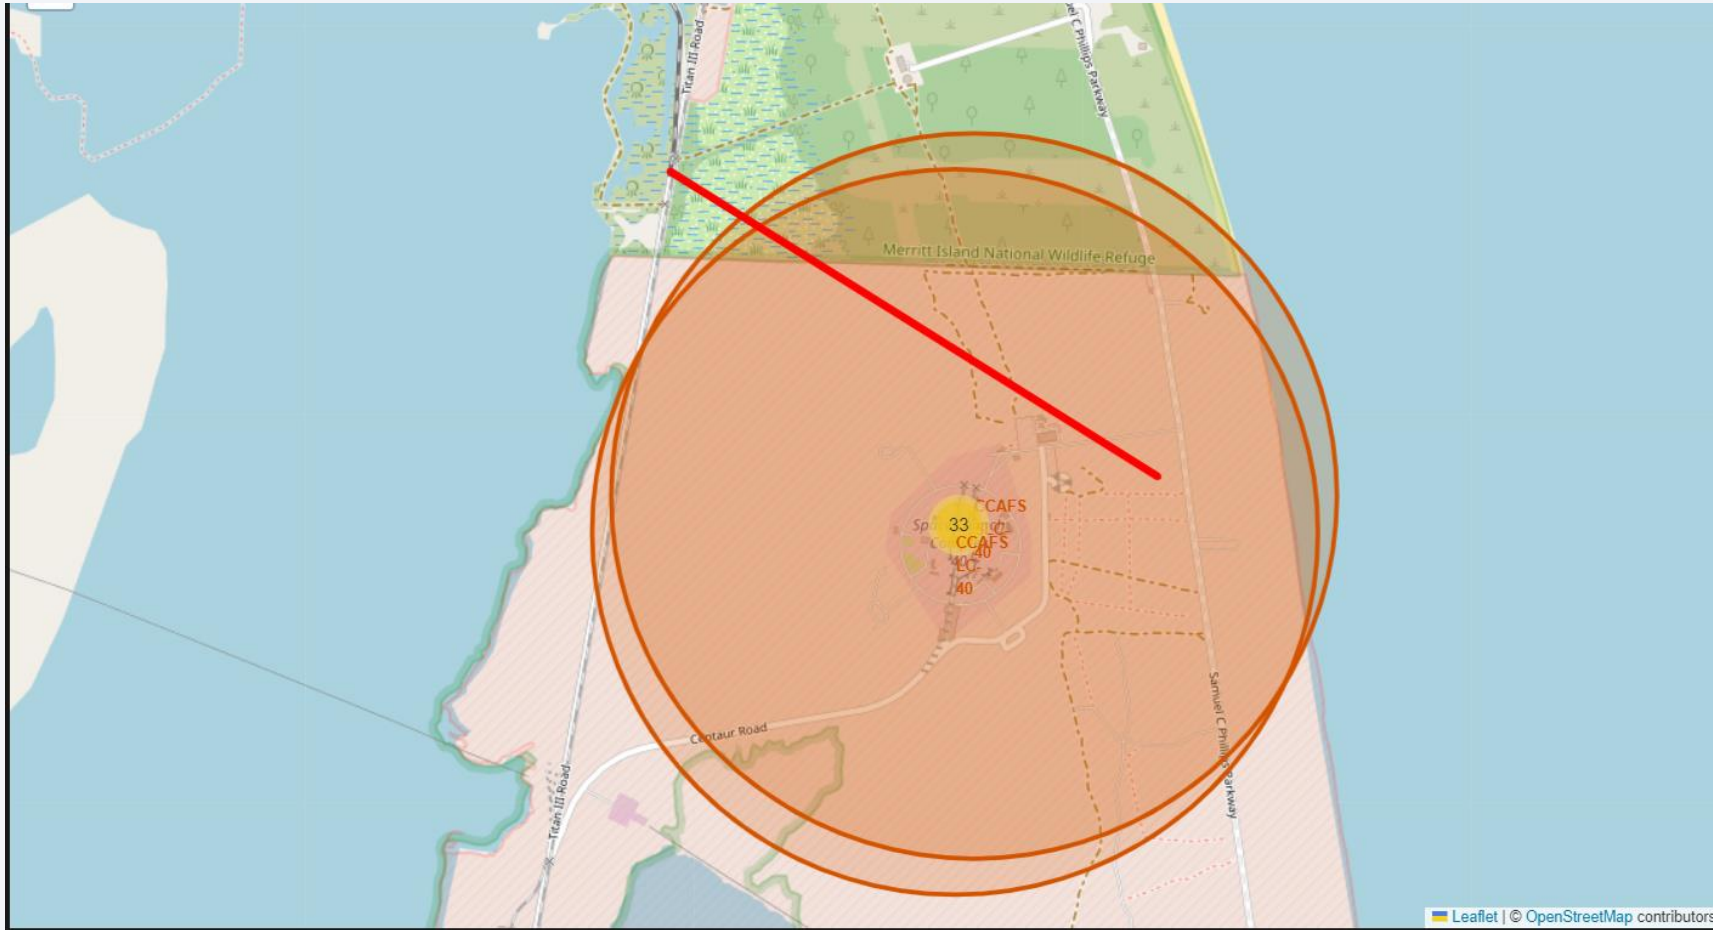 Titan III Road
uel C Phillips Parkway
Merritt Island National Wildlife Refuge
CCAFS
33
CCAFS
40
LC-
40
Centaur Road
Samuel C Phillips Parkway
Titan III Road
Leaflet | © OpenStreetMap contributors